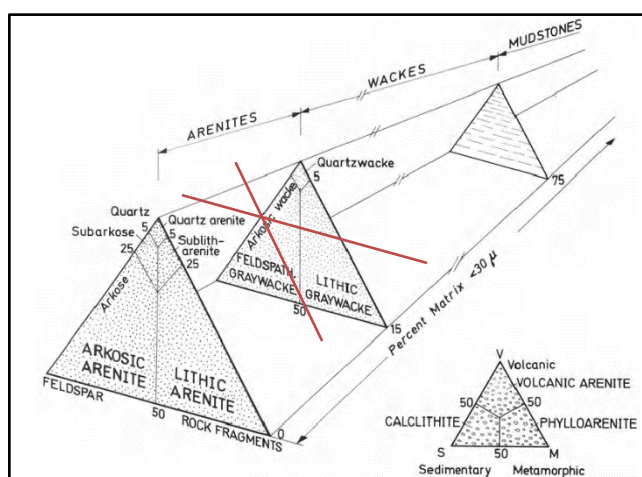 MUDSTONES
WACKES
ARENITES
Quartzwacke
5
75
Quartz
Quartz arenite
5
5
Subarkose
Sublith-
arenite
25
25
Arkosic wacke
Arkose
FELDSPATH.
GRAYWACKE
LITHIC
GRAYWACKE
50
15
Percent Matrix <30 μ
ARKOSIC
ARENITE
LITHIC
ARENITE
FELDSPAR
50
ROCK FRAGMENTS
0
V
Volcanic
VOLCANIC ARENITE
50
50
CALCLITHITE
PHYLLOARENITE
S
50
M
Sedimentary
Metamorphic